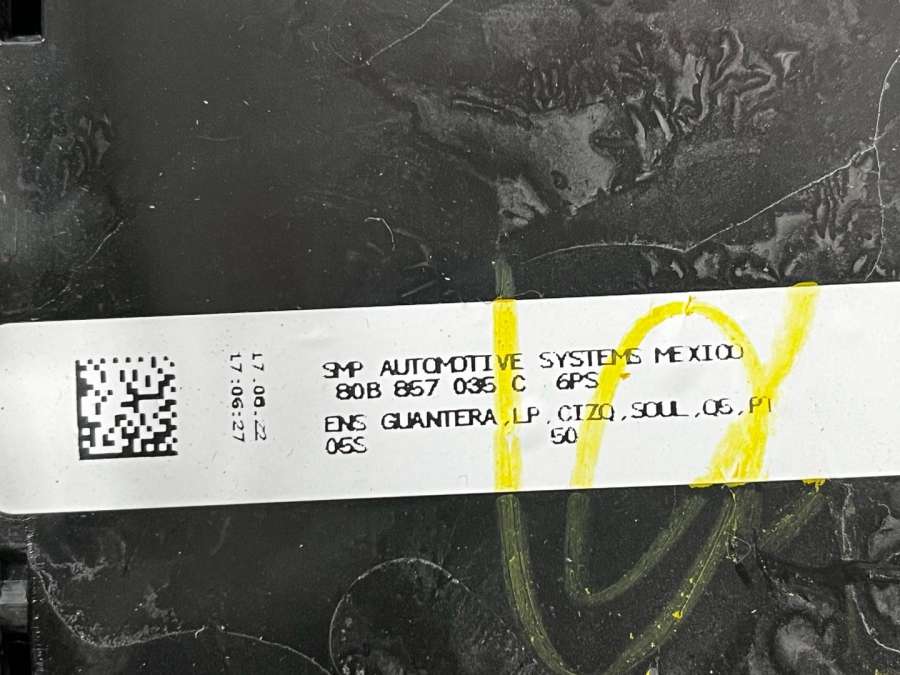 17.08.22
17:06:27
SMP AUTOMOTIVE SYSTEMS MEXICO
80B 857 035 C 6PS
ENS GUANTERA,LP,CIZQ,SOUL,Q5,PI
05S 50